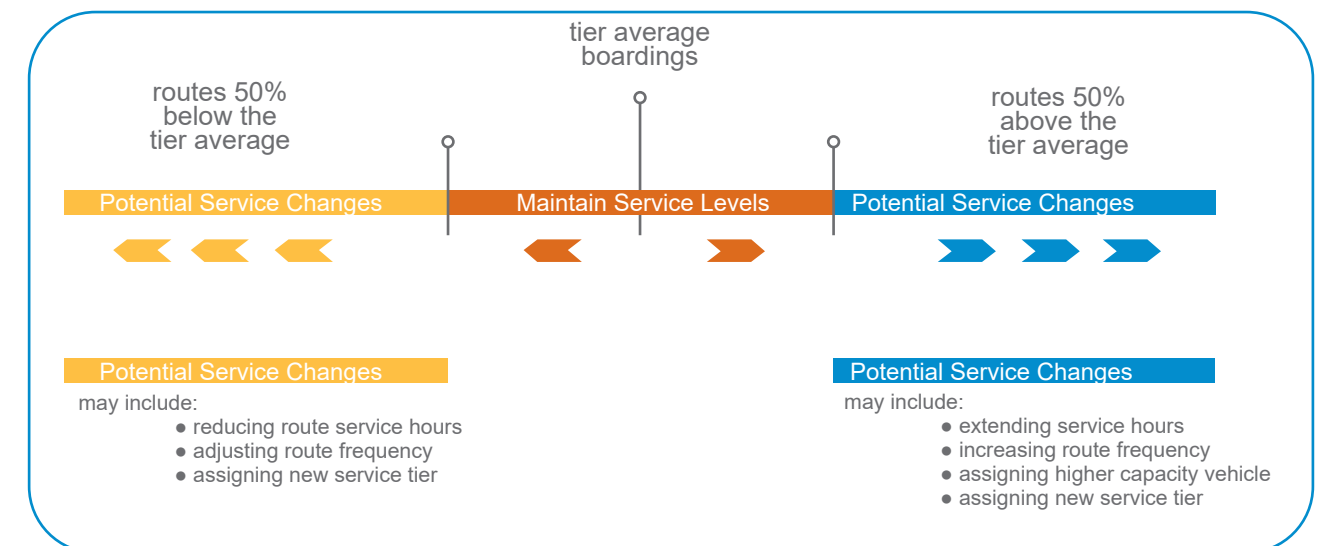 tier average
boardings
routes 50%
below the
tier average
routes 50%
above the
tier average
Potential Service Changes
Maintain Service Levels
Potential Service Changes
Potential Service Changes
may include:
● reducing route service hours
● adjusting route frequency
● assigning new service tier
Potential Service Changes
may include:
● extending service hours
● increasing route frequency
● assigning higher capacity vehicle
● assigning new service tier